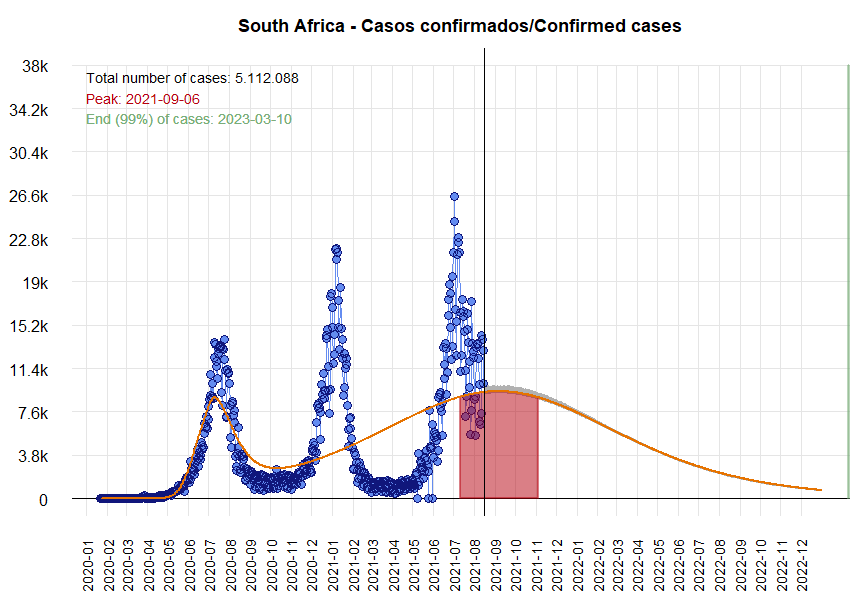 South Africa - Casos confirmados/Confirmed cases
Total number of cases: 5.112.088
Peak: 2021-09-06
End (99%) of cases: 2023-03-10
38k
34.2k
30.4k
26.6k
22.8k
19k
15.2k
11.4k
7.6k
3.8k
0
2020-01
2020-02
2020-03
2020-04
2020-05
2020-06
2020-07
2020-08
2020-09
2020-10
2020-11
2020-12
2021-01
2021-02
2021-03
2021-04
2021-05
2021-06
2021-07
2021-08
2021-09
2021-10
2021-11
2021-12
2022-01
2022-02
2022-03
2022-04
2022-05
2022-06
2022-07
2022-08
2022-09
2022-10
2022-11
2022-12